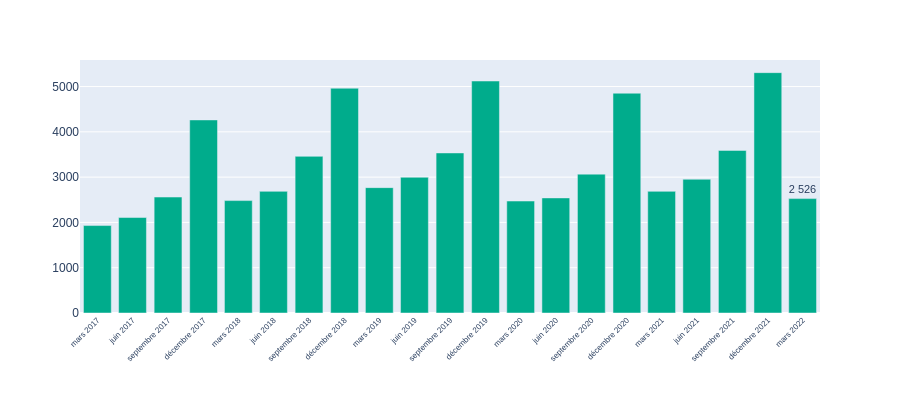 5000
4000
3000
2000
1000
0
2 526
mars 2017
juin 2017
septembre 2017
décembre 2017
mars 2018
juin 2018
septembre 2018
décembre 2018
mars 2019
juin 2019
septembre 2019
décembre 2019
mars 2020
juin 2020
septembre 2020
décembre 2020
mars 2021
juin 2021
septembre 2021
décembre 2021
mars 2022